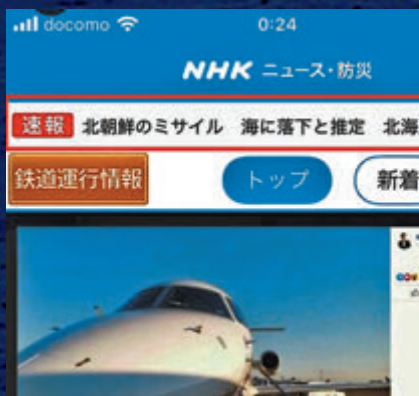 docomo 0:24
NHK ニュース・防災
速報 北朝鮮のミサイル 海に落下と推定 北海
鉄道運行情報 トップ 新着